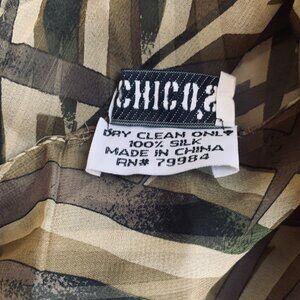 CHICO'S
DRY CLEAN ONLY
100% SILK
MADE IN CHINA
RN# 79984